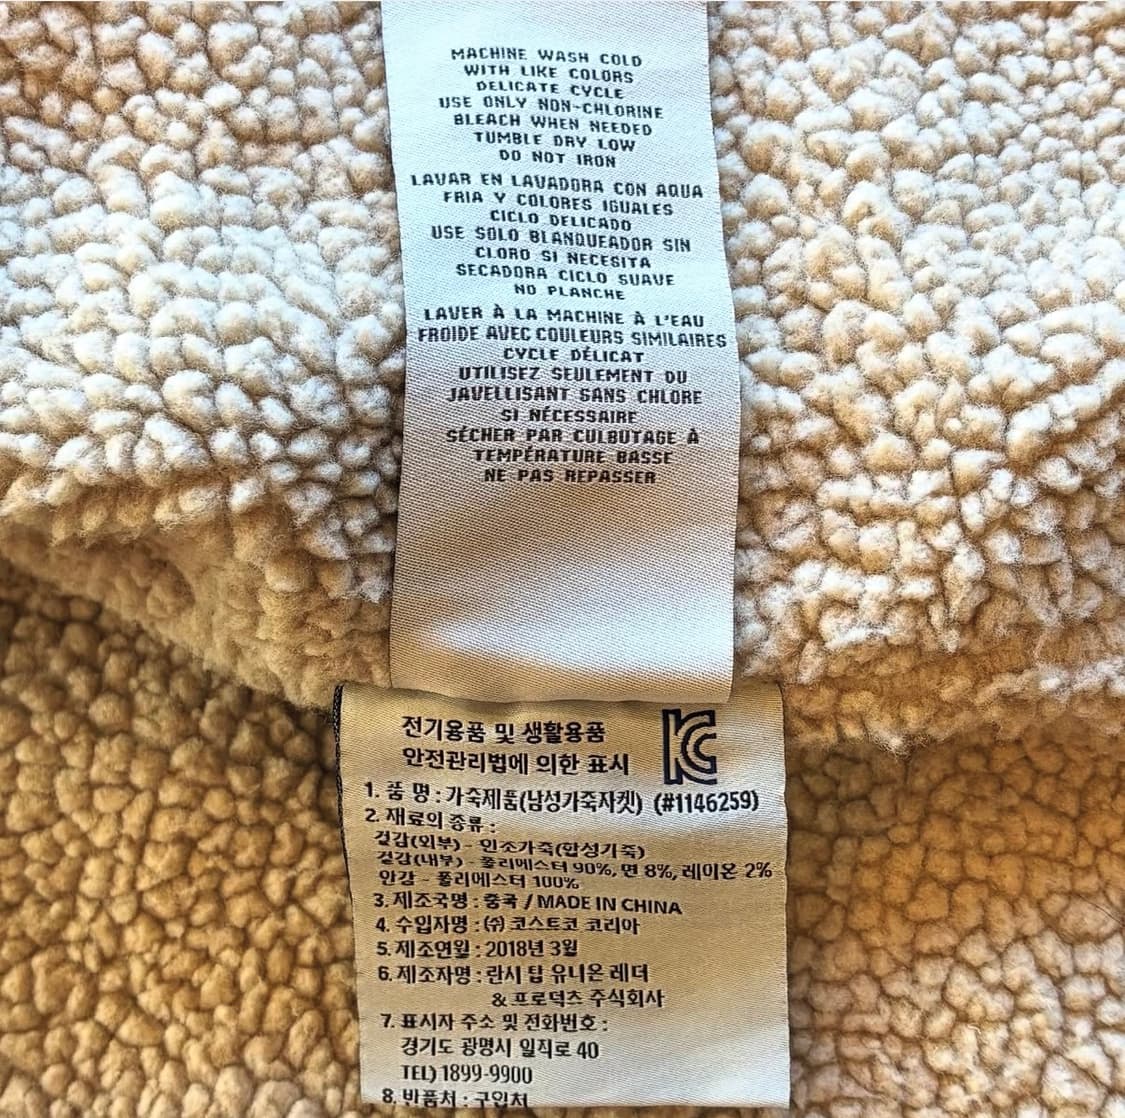 MACHINE WASH COLD
WITH LIKE COLORS
DELICATE CYCLE
USE ONLY NON-CHLORINE
BLEACH WHEN NEEDED
TUMBLE DRY LOW
DO NOT IRON
LAVAR EN LAVADORA CON AQUA
FRIA Y COLORES IGUALES
CICLO DELICADO
USE SOLO BLANQUEADOR SIN
CLORO SI NECESITA
SECADORA CICLO SUAVE
NO PLANCHE
LAVER À LA MACHINE À L'EAU
FROIDE AVEC COULEURS SIMILAIRES
CYCLE DÉLICAT
UTILISEZ SEULEMENT DU
JAVELLISANT SANS CHLORE
SI NÉCESSAIRE
SÉCHER PAR CULBUTAGE À
TEMPÉRATURE BASSE
NE PAS REPASSER
전기용품 및 생활용품 KC
안전관리법에 의한 표시
1. 품 명 : 가죽제품(남성가죽자켓) (#1146259)
2. 재료의 종류 :
겉감(외부) - 인조가죽(합성가죽)
겉감(내부) - 폴리에스터 90%, 면 8%, 레이온 2%
안감 - 폴리에스터 100%
3. 제조국명 : 중국 / MADE IN CHINA
4. 수입자명 : ㈜ 코스트코 코리아
5. 제조연월 : 2018년 3월
6. 제조자명 : 란시 탑 유니온 레더
& 프로덕츠 주식회사
7. 표시자 주소 및 전화번호 :
경기도 광명시 일직로 40
TEL) 1899-9900
8. 반품처 : 구입처